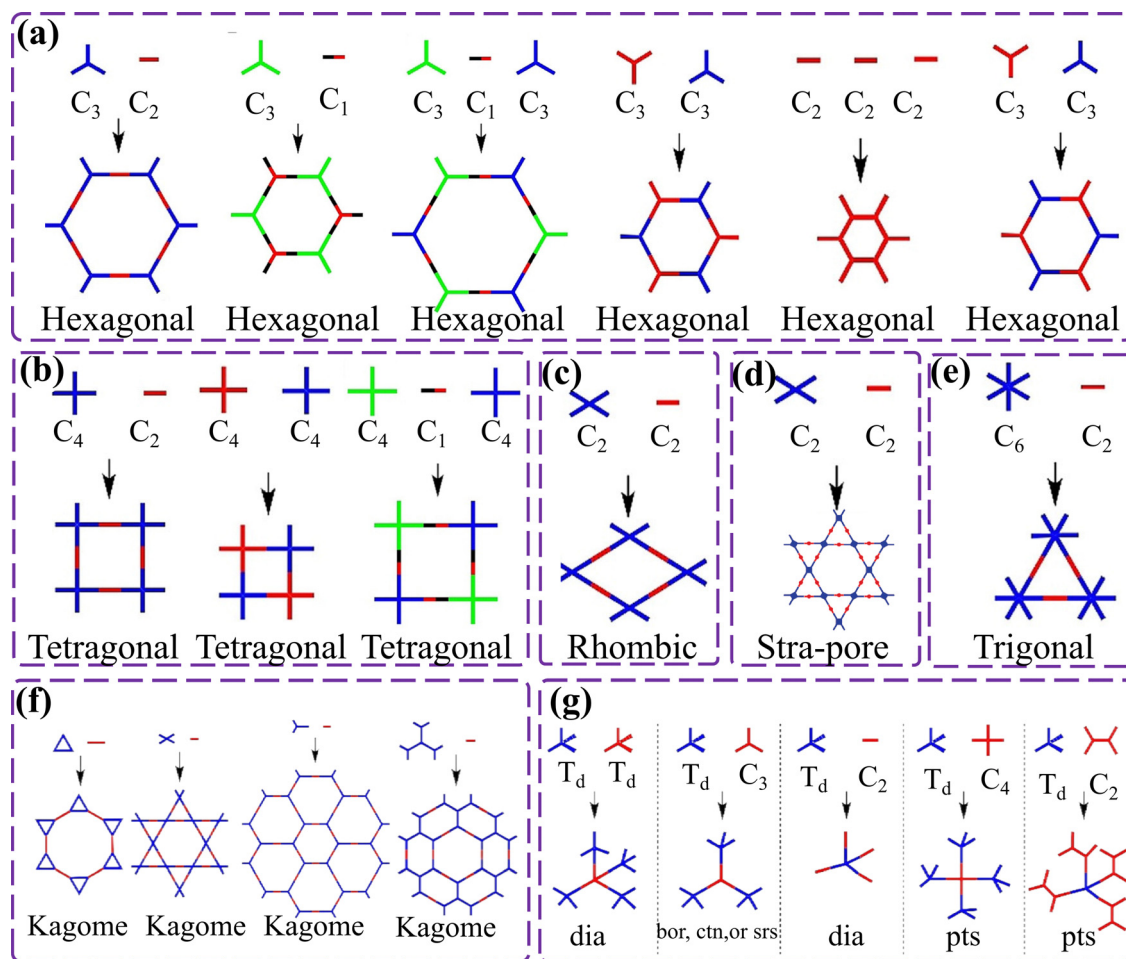 (a)
C3 C2 C3 C1 C3 C1 C3 C3 C3 C2 C2 C2 C3 C3
Hexagonal Hexagonal Hexagonal Hexagonal Hexagonal Hexagonal
(b)
C4 C2 C4 C4 C4 C1 C4
Tetragonal Tetragonal Tetragonal
(c)
C2 C2
Rhombic
(d)
C2 C2
Stra-pore
(e)
C6 C2
Trigonal
(f)
Kagome Kagome Kagome Kagome
(g)
Td Td Td C3 Td C2 Td C4 Td C2
dia bor, ctn,or srs dia pts pts